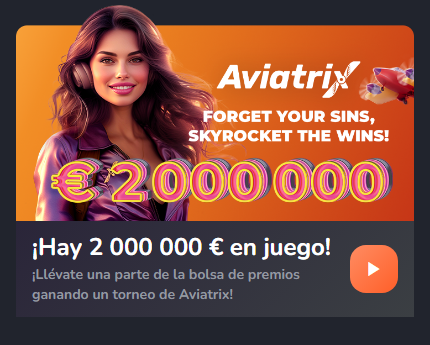 Aviatrix
FORGET YOUR SINS,
SKYROCKET THE WINS!
€ 2 000 000
¡Hay 2 000 000 € en juego!
¡Llévate una parte de la bolsa de premios
ganando un torneo de Aviatrix!